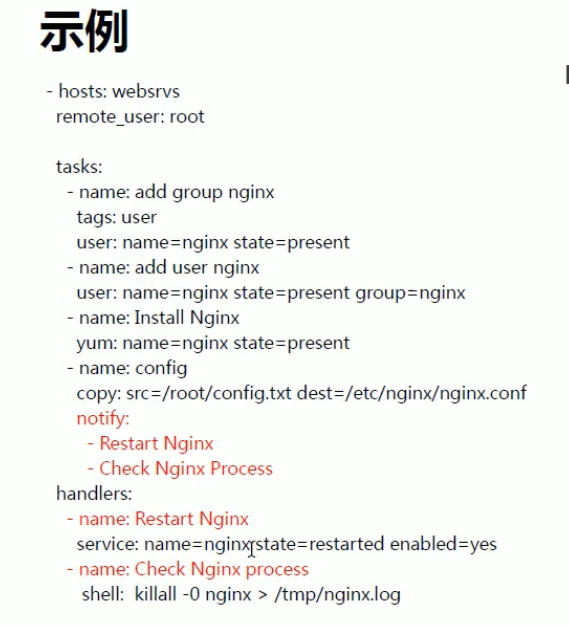 示例
- hosts: websrvs
remote_user: root
tasks:
- name: add group nginx
tags: user
user: name=nginx state=present
- name: add user nginx
user: name=nginx state=present group=nginx
- name: Install Nginx
yum: name=nginx state=present
- name: config
copy: src=/root/config.txt dest=/etc/nginx/nginx.conf
notify:
- Restart Nginx
- Check Nginx Process
handlers:
- name: Restart Nginx
service: name=nginx state=restarted enabled=yes
- name: Check Nginx process
shell: killall -0 nginx > /tmp/nginx.log